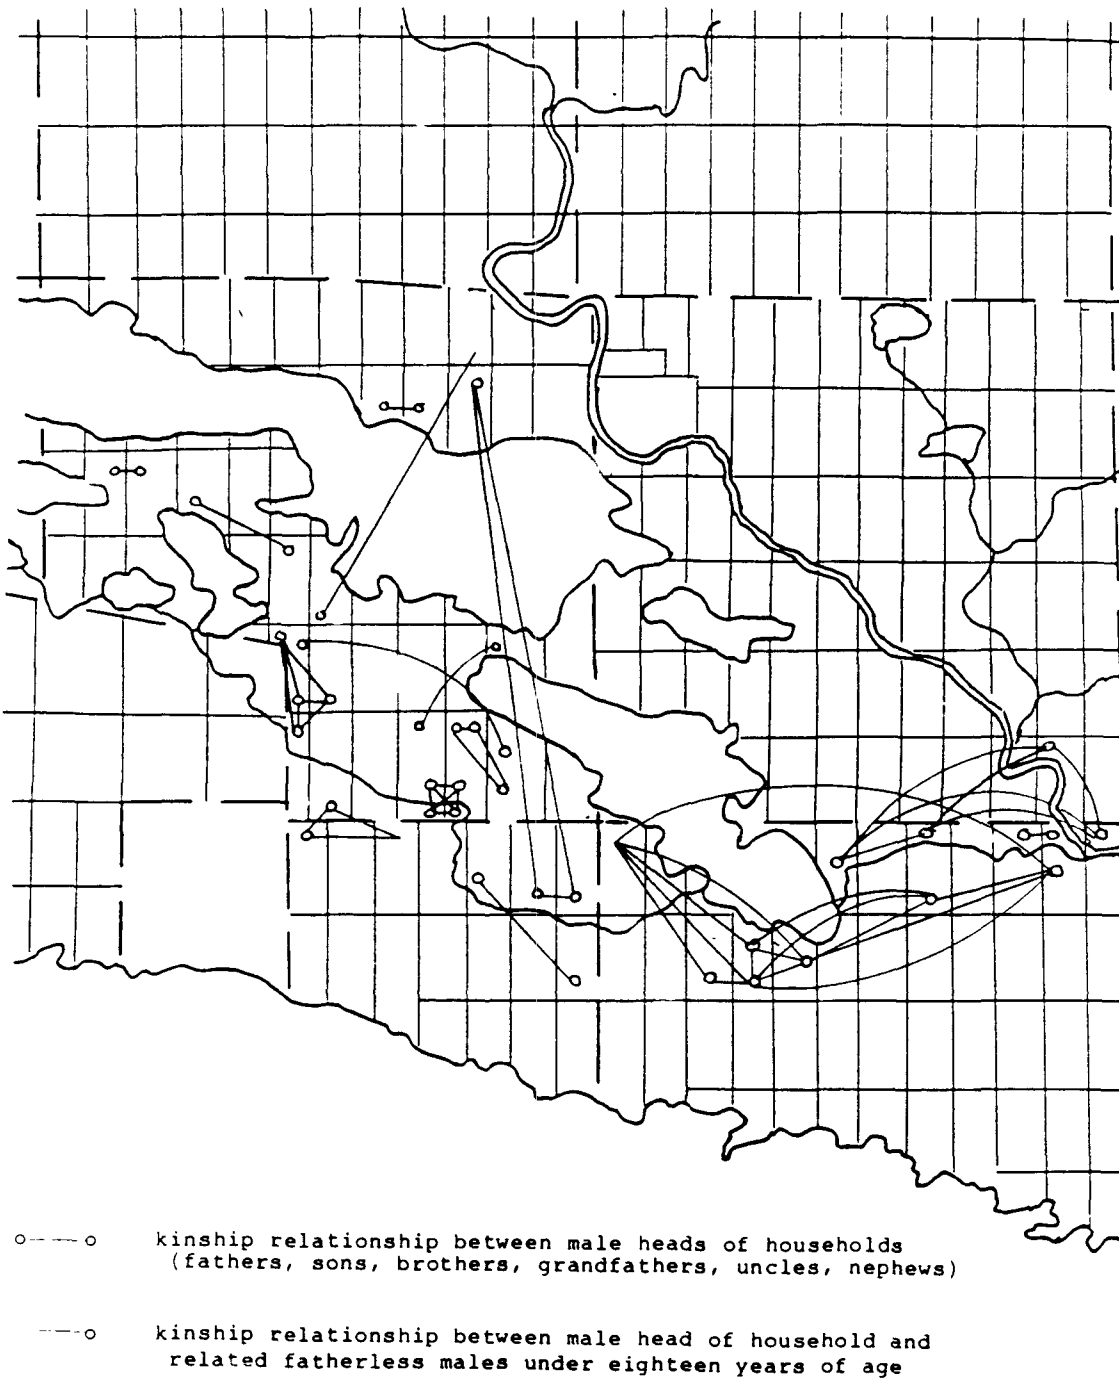 kinship relationship between male heads of households
(fathers, sons, brothers, grandfathers, uncles, nephews)
kinship relationship between male head of household and
related fatherless males under eighteen years of age